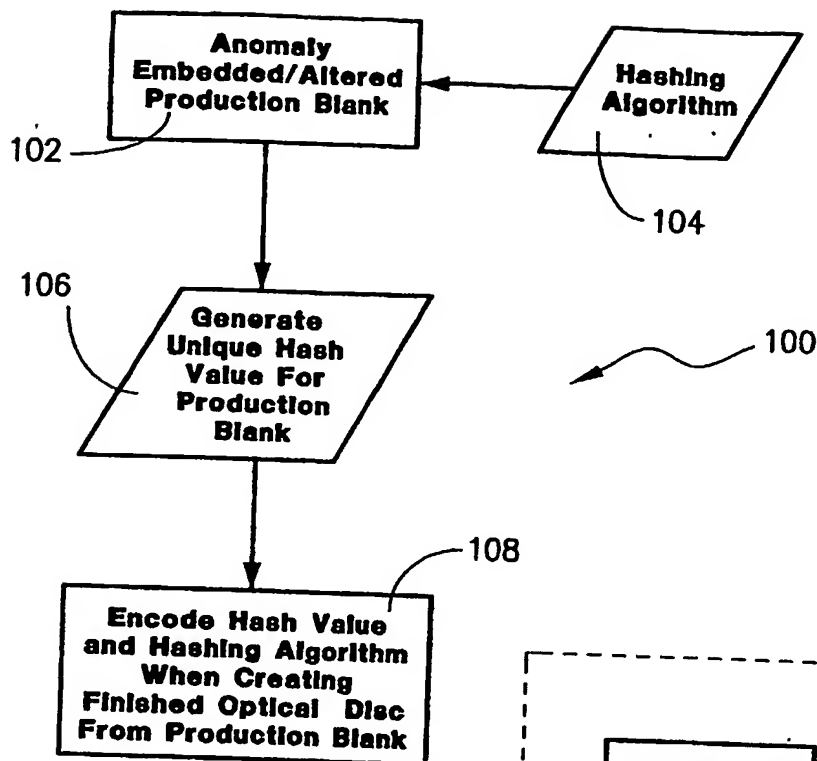 Anomaly
Embedded/Altered
Production Blank
102
Hashing
Algorithm
104
106
Generate
Unique Hash
Value For
Production
Blank
100
108
Encode Hash Value
and Hashing Algorithm
When Creating
Finished Optical Disc
From Production Blank